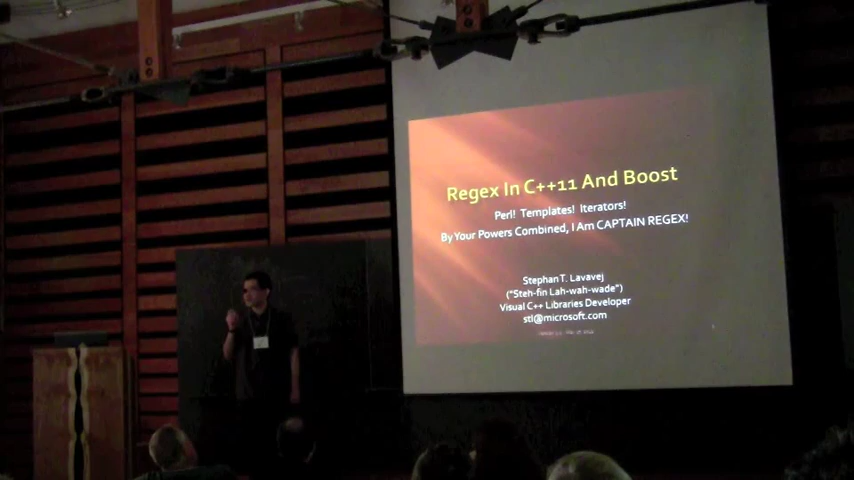 Regex In C++11 And Boost
Perl! Templates! Iterators!
By Your Powers Combined, I Am CAPTAIN REGEX!
Stephan T. Lavavej
("Steh-fin Lah-wah-wade")
Visual C++ Libraries Developer
stl@microsoft.com